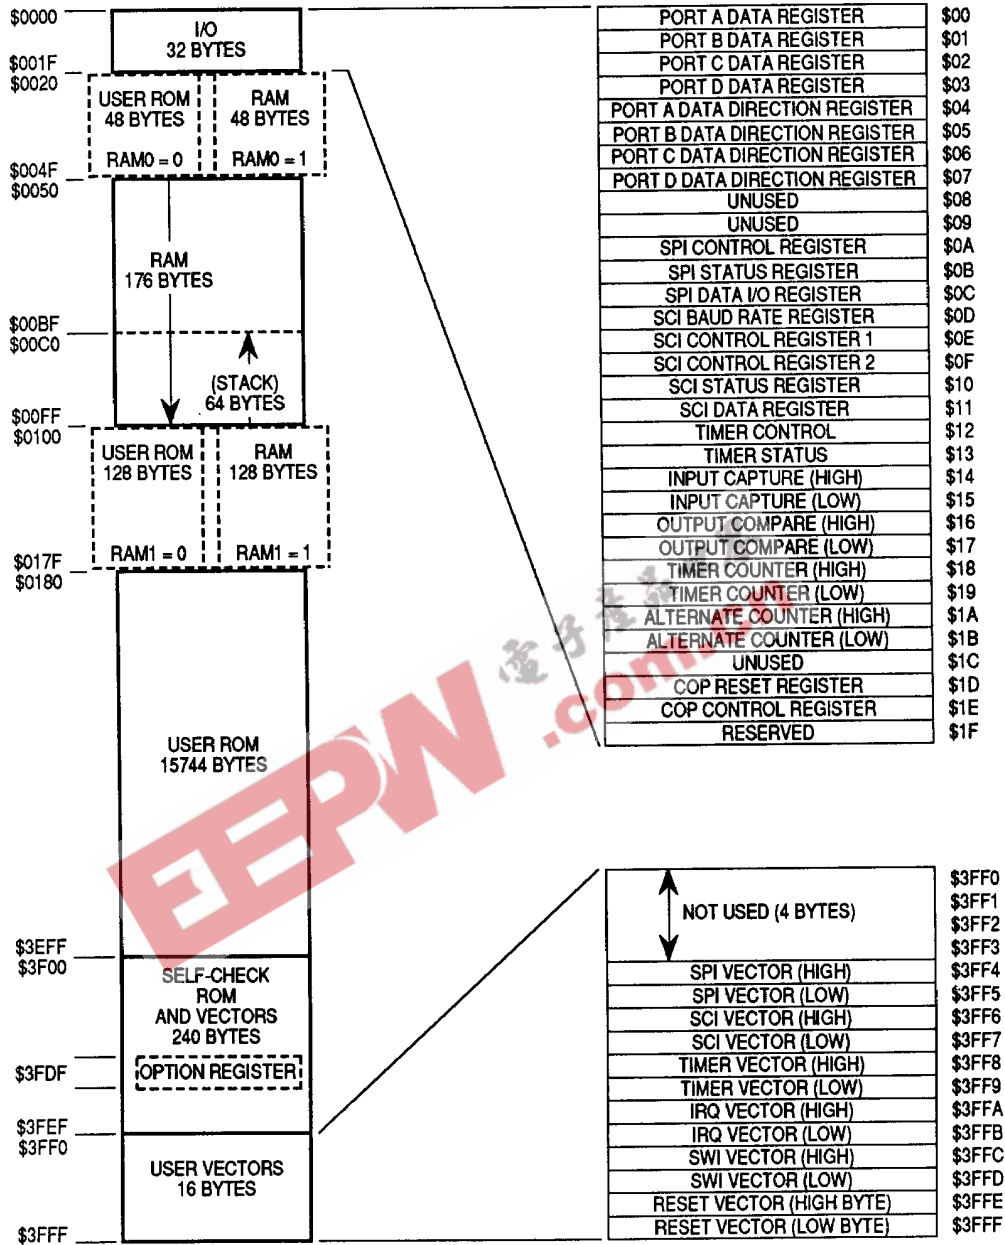 $0000
I/O
32 BYTES
$001F
$0020
USER ROM
48 BYTES
RAM0 = 0
RAM
48 BYTES
RAM0 = 1
$004F
$0050
RAM
176 BYTES
$00BF
$00C0
(STACK)
64 BYTES
$00FF
$0100
USER ROM
128 BYTES
RAM1 = 0
RAM
128 BYTES
RAM1 = 1
$017F
$0180
USER ROM
15744 BYTES
$3EFF
$3F00
SELF-CHECK
ROM
AND VECTORS
240 BYTES
$3FDF
OPTION REGISTER
$3FEF
$3FF0
USER VECTORS
16 BYTES
$3FFF
PORT A DATA REGISTER $00
PORT B DATA REGISTER $01
PORT C DATA REGISTER $02
PORT D DATA REGISTER $03
PORT A DATA DIRECTION REGISTER $04
PORT B DATA DIRECTION REGISTER $05
PORT C DATA DIRECTION REGISTER $06
PORT D DATA DIRECTION REGISTER $07
UNUSED $08
UNUSED $09
SPI CONTROL REGISTER $0A
SPI STATUS REGISTER $0B
SPI DATA I/O REGISTER $0C
SCI BAUD RATE REGISTER $0D
SCI CONTROL REGISTER 1 $0E
SCI CONTROL REGISTER 2 $0F
SCI STATUS REGISTER $10
SCI DATA REGISTER $11
TIMER CONTROL $12
TIMER STATUS $13
INPUT CAPTURE (HIGH) $14
INPUT CAPTURE (LOW) $15
OUTPUT COMPARE (HIGH) $16
OUTPUT COMPARE (LOW) $17
TIMER COUNTER (HIGH) $18
TIMER COUNTER (LOW) $19
ALTERNATE COUNTER (HIGH) $1A
ALTERNATE COUNTER (LOW) $1B
UNUSED $1C
COP RESET REGISTER $1D
COP CONTROL REGISTER $1E
RESERVED $1F
NOT USED (4 BYTES)
$3FF0
$3FF1
$3FF2
$3FF3
SPI VECTOR (HIGH) $3FF4
SPI VECTOR (LOW) $3FF5
SCI VECTOR (HIGH) $3FF6
SCI VECTOR (LOW) $3FF7
TIMER VECTOR (HIGH) $3FF8
TIMER VECTOR (LOW) $3FF9
IRQ VECTOR (HIGH) $3FFA
IRQ VECTOR (LOW) $3FFB
SWI VECTOR (HIGH) $3FFC
SWI VECTOR (LOW) $3FFD
RESET VECTOR (HIGH BYTE) $3FFE
RESET VECTOR (LOW BYTE) $3FFF
EEPW.com.cn